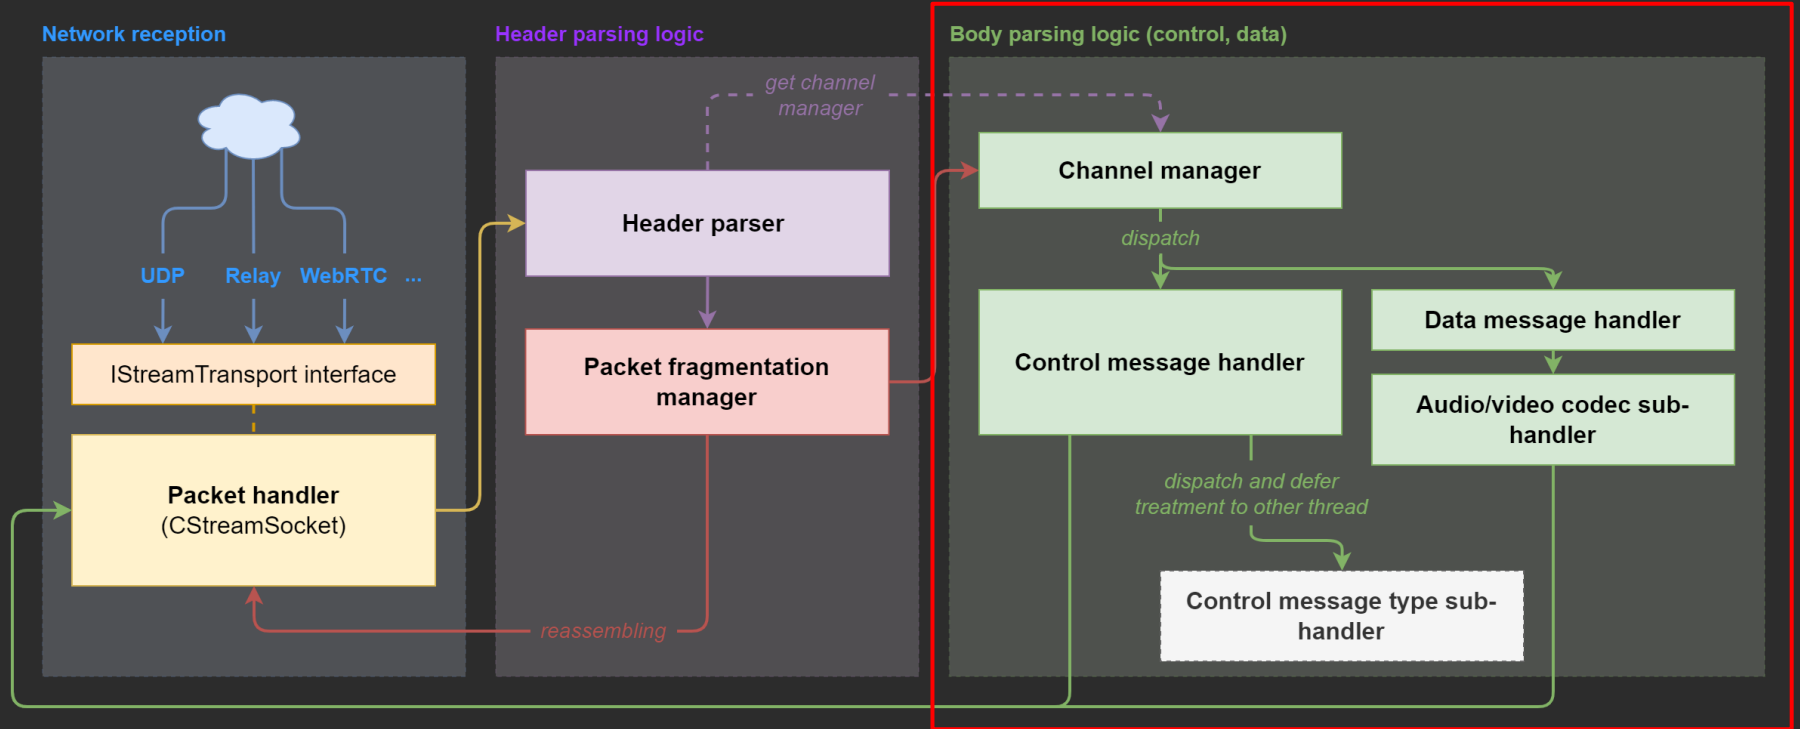 Network reception
UDP
Relay
WebRTC
...
IStreamTransport interface
Packet handler
(CStreamSocket)
Header parsing logic
get channel
manager
Header parser
Packet fragmentation
manager
reassembling
Body parsing logic (control, data)
Channel manager
dispatch
Control message handler
Data message handler
Audio/video codec sub-
handler
dispatch and defer
treatment to other thread
Control message type sub-
handler